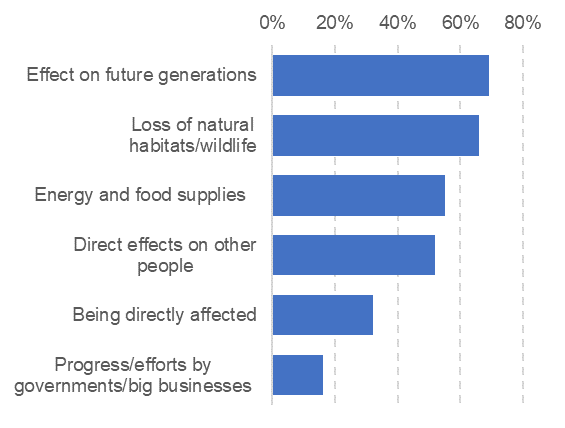 0% 20% 40% 60% 80%
Effect on future generations
Loss of natural
habitats/wildlife
Energy and food supplies
Direct effects on other
people
Being directly affected
Progress/efforts by
governments/big businesses